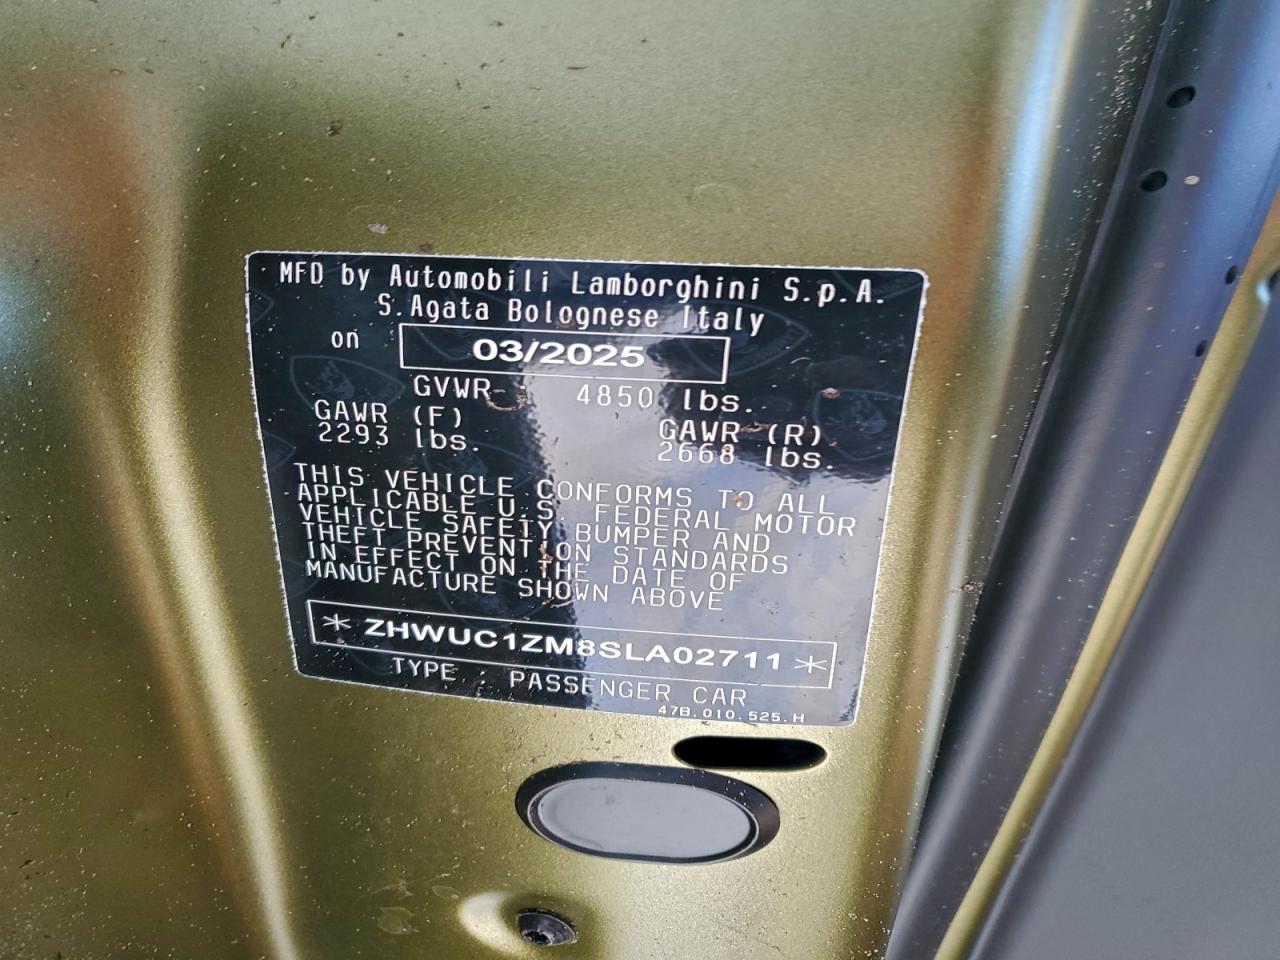 MFD by Automobili Lamborghini S.p.A.
S.Agata Bolognese Italy
on 03/2025
GVWR 4850 lbs.
GAWR (F) GAWR (R)
2293 lbs. 2668 lbs.
THIS VEHICLE CONFORMS TO ALL
APPLICABLE U.S. FEDERAL MOTOR
VEHICLE SAFETY BUMPER AND
THEFT PREVENTION STANDARDS
IN EFFECT ON THE DATE OF
MANUFACTURE SHOWN ABOVE
* ZHWUC1ZM8SLA02711 *
TYPE : PASSENGER CAR
47B.010.525.H